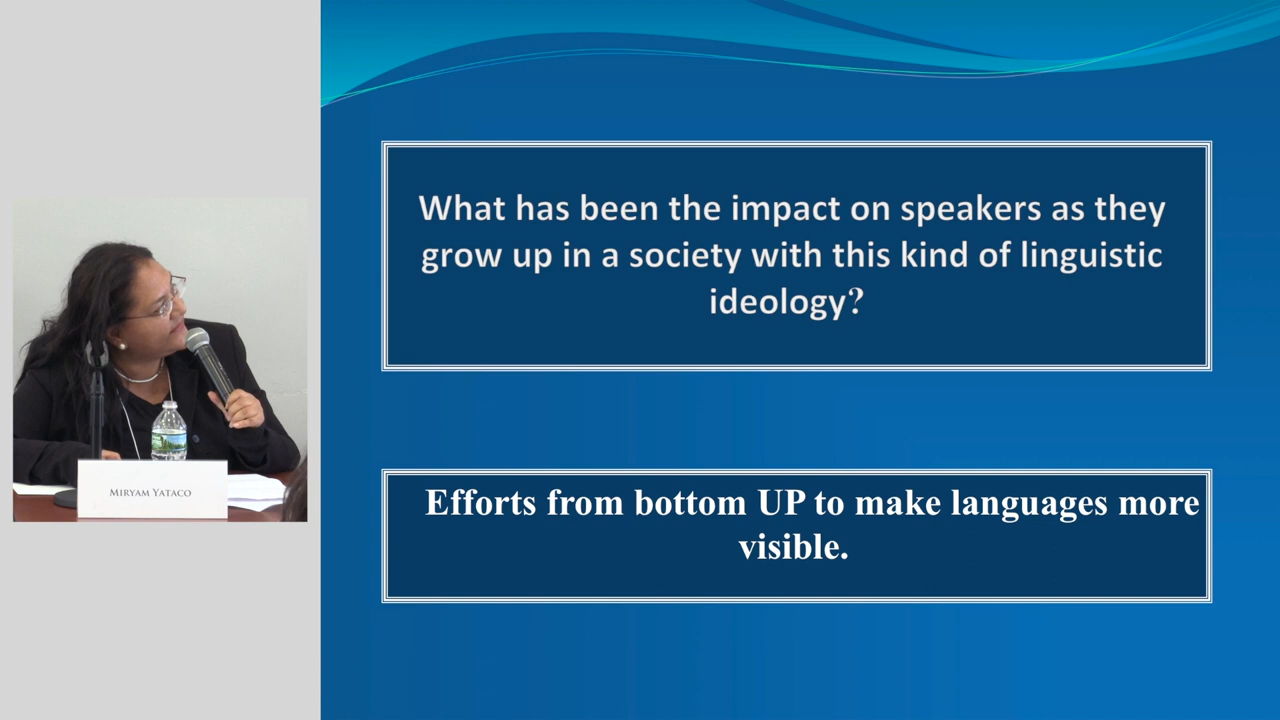 What has been the impact on speakers as they
grow up in a society with this kind of linguistic
ideology?
Efforts from bottom UP to make languages more
visible.
MIRYAM YATACO